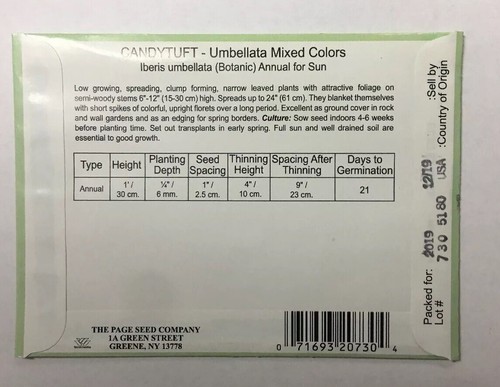 CANDYTUFT - Umbellata Mixed Colors
Iberis umbellata (Botanic) Annual for Sun
Low growing, spreading, clump forming, narrow leaved plants with attractive foliage on
semi-woody stems 6"-12" (15-30 cm) high. Spreads up to 24" (61 cm). They blanket themselves
with short spikes of colorful, upright florets over a long period. Excellent as ground cover in rock
and wall gardens and as an edging for spring borders. Culture: Sow seed indoors 4-6 weeks
before planting time. Set out transplants in early spring. Full sun and well drained soil are
essential to good growth.
Type Height Planting Depth Seed Spacing Thinning Height Spacing After Thinning Days to Germination
Annual 1'/ 30 cm. ¼"/ 6 mm. 1"/ 2.5 cm. 4"/ 10 cm. 9"/ 23 cm. 21
THE PAGE SEED COMPANY
1A GREEN STREET
GREENE, NY 13778
0 71693 20730 4
Packed for: 2019 12/19 :Sell by
Lot # 730 5180 USA :Country of Origin